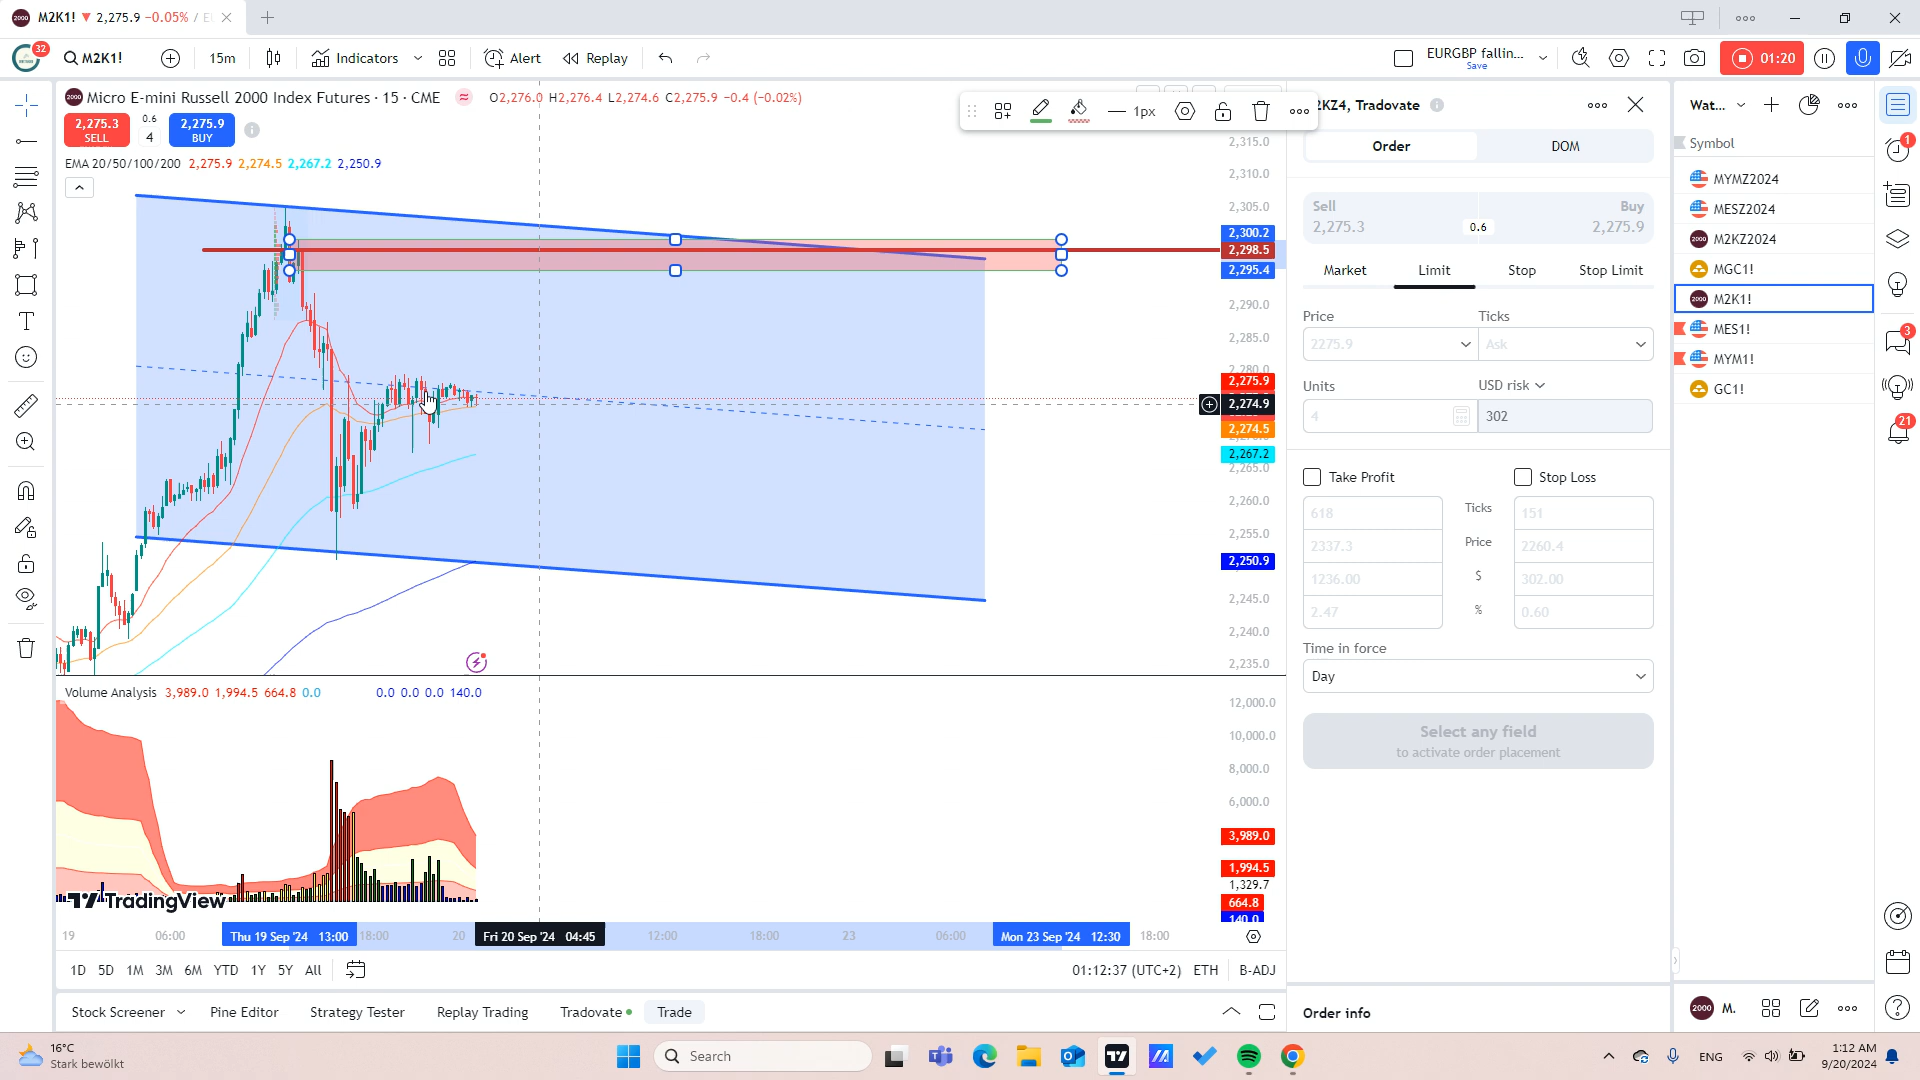 M2K1! ▼ 2,275.9 −0.05% / E
32
M2K1!
15m
Indicators
Alert
Replay
EURGBP fallin...
Save
01:20
Micro E-mini Russell 2000 Index Futures · 15 · CME
O2,276.0 H2,276.4 L2,274.6 C2,275.9 −0.4 (−0.02%)
2,275.3
SELL
0.6
4
2,275.9
BUY
EMA 20/50/100/200 2,275.9 2,274.5 2,267.2 2,250.9
1px
2KZ4, Tradovate
Order
DOM
Sell
2,275.3
0.6
Buy
2,275.9
Market
Limit
Stop
Stop Limit
Price
Ticks
2275.9
Ask
Units
USD risk
4
302
Take Profit
Stop Loss
618
Ticks
151
2337.3
Price
2260.4
1236.00
$
302.00
2.47
%
0.60
Time in force
Day
Select any field
to activate order placement
Order info
Wat...
Symbol
MYMZ2024
MESZ2024
M2KZ2024
MGC1!
M2K1!
MES1!
MYM1!
GC1!
1
3
21
2,315.0
2,310.0
2,305.0
2,300.2
2,298.5
2,295.4
2,290.0
2,285.0
2,280.0
2,275.9
2,274.9
2,274.5
2,267.2
2,265.0
2,260.0
2,255.0
2,250.9
2,245.0
2,240.0
2,235.0
Volume Analysis 3,989.0 1,994.5 664.8 0.0 0.0 0.0 0.0 140.0
12,000.0
10,000.0
8,000.0
6,000.0
3,989.0
1,994.5
1,329.7
664.8
140.0
TradingView
19
06:00
Thu 19 Sep '24 13:00
18:00
20
Fri 20 Sep '24 04:45
12:00
18:00
23
06:00
Mon 23 Sep '24 12:30
18:00
1D 5D 1M 3M 6M YTD 1Y 5Y All
01:12:37 (UTC+2) ETH B-ADJ
Stock Screener
Pine Editor
Strategy Tester
Replay Trading
Tradovate
Trade
M.
16°C
Stark bewölkt
Search
ENG
1:12 AM
9/20/2024